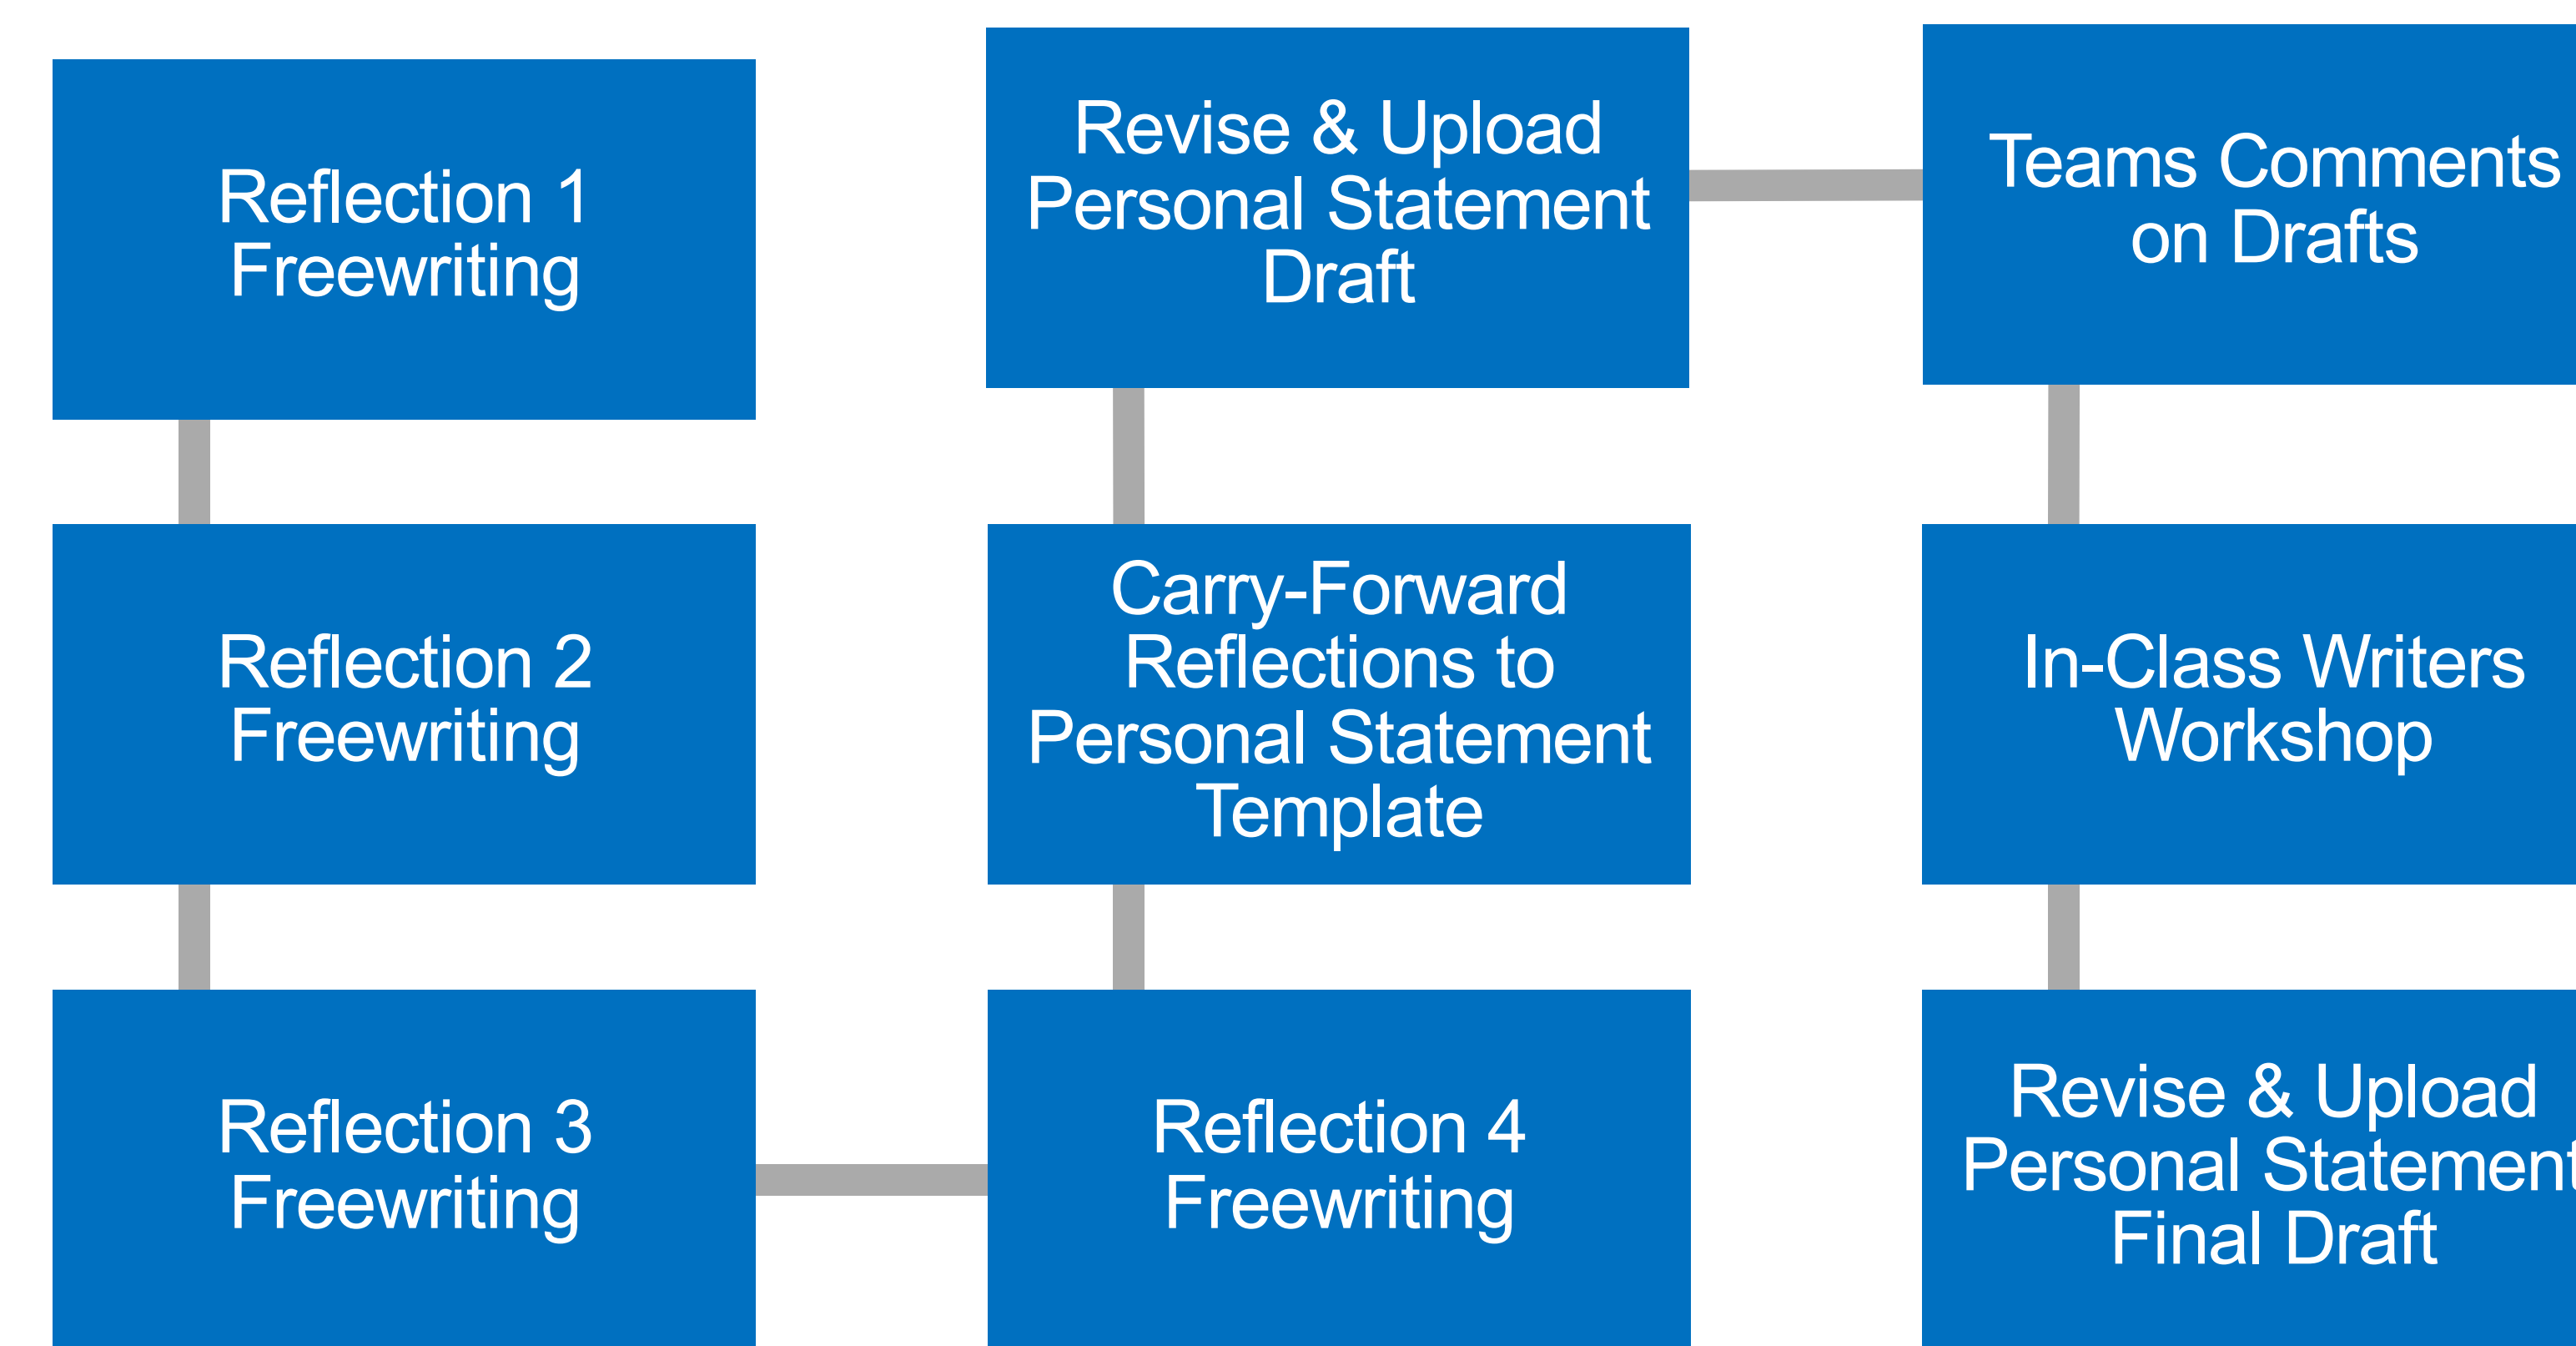 Reflection 1
Freewriting
Reflection 2
Freewriting
Reflection 3
Freewriting
Reflection 4
Freewriting
Carry-Forward
Reflections to
Personal Statement
Template
Revise & Upload
Personal Statement
Draft
Teams Comments
on Drafts
In-Class Writers
Workshop
Revise & Upload
Personal Statement
Final Draft